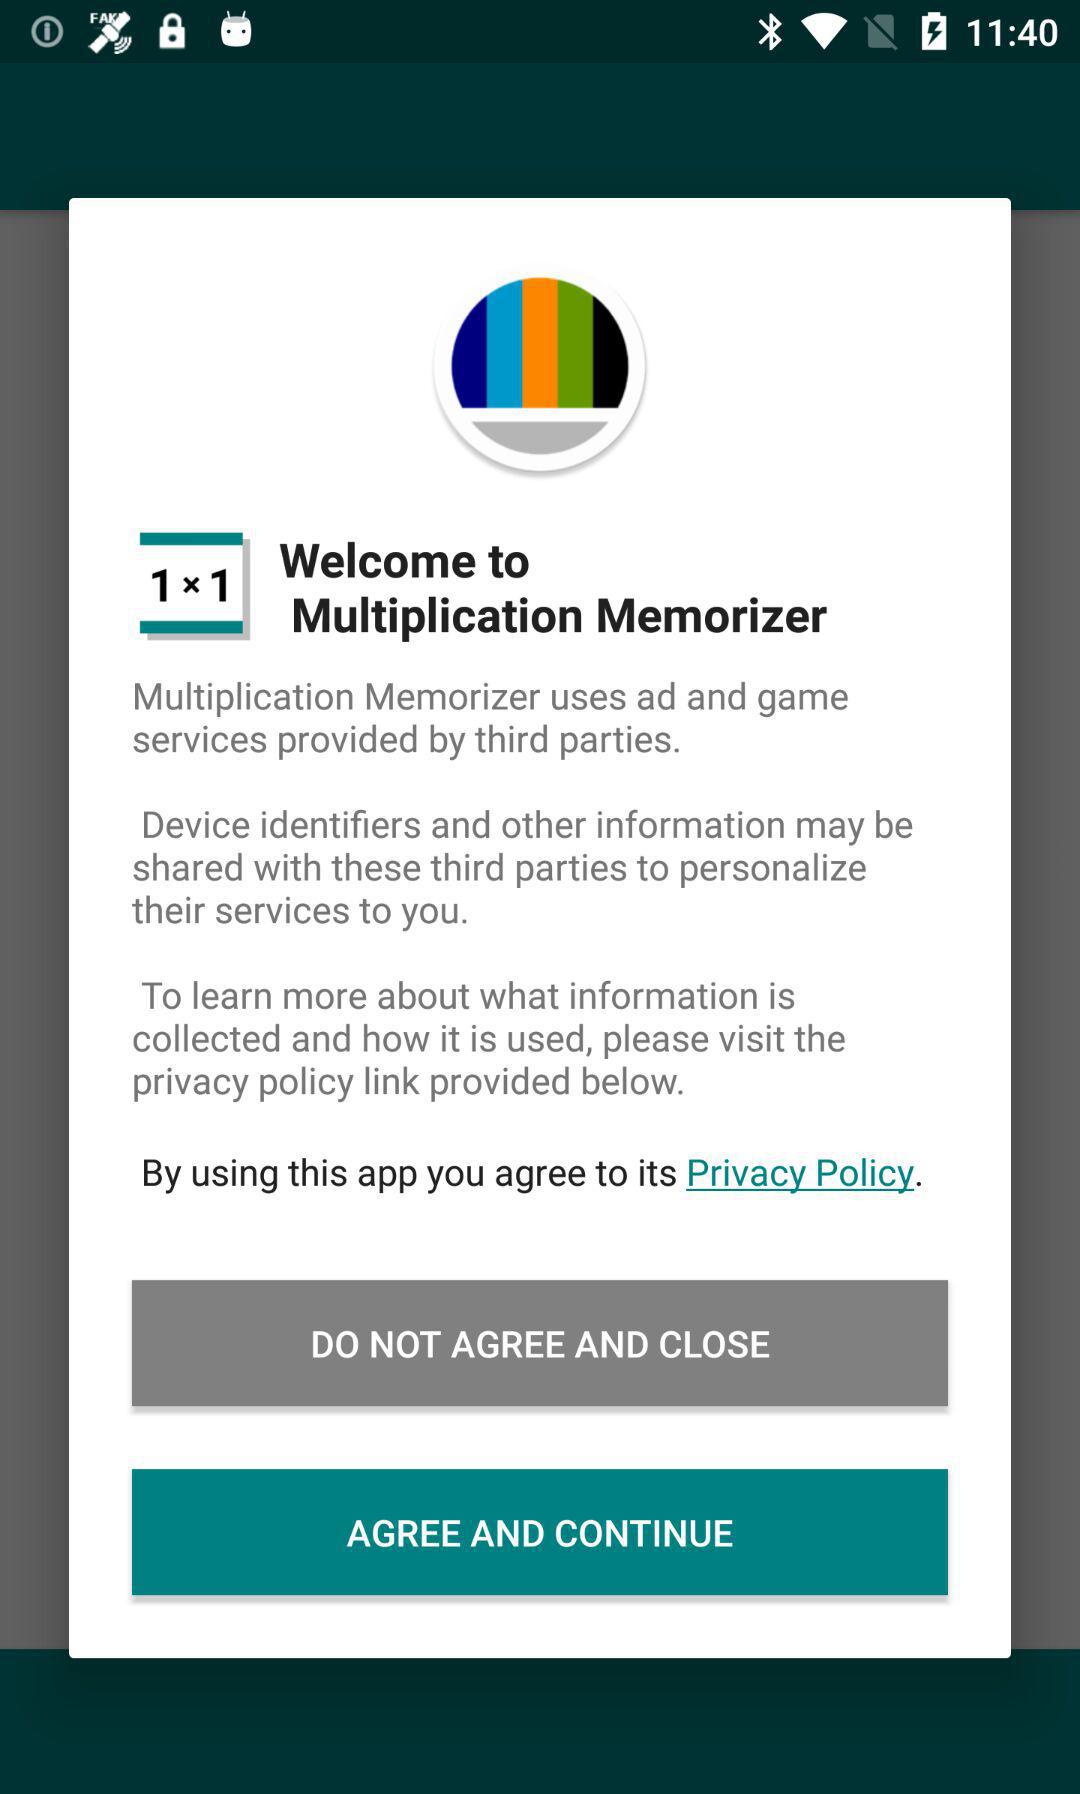 FAKE
11:40
1 × 1
Welcome to
Multiplication Memorizer
Multiplication Memorizer uses ad and game
services provided by third parties.
Device identifiers and other information may be
shared with these third parties to personalize
their services to you.
To learn more about what information is
collected and how it is used, please visit the
privacy policy link provided below.
By using this app you agree to its Privacy Policy.
DO NOT AGREE AND CLOSE
AGREE AND CONTINUE